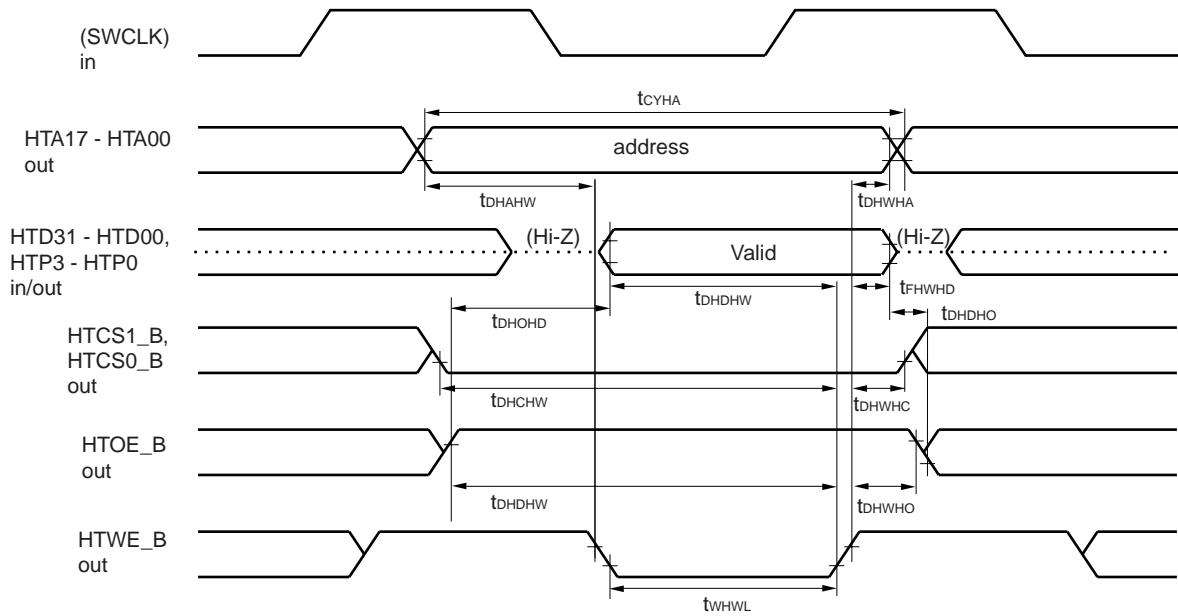 (SWCLK)
in
tCYHA
HTA17 - HTA00
out
address
tDHAHW
tDHWHA
HTD31 - HTD00,
HTP3 - HTP0
in/out
(Hi-Z)
Valid
(Hi-Z)
tDHDHW
tFHWHD
tDHOHD
tDHDHO
HTCS1_B,
HTCS0_B
out
tDHCHW
tDHWHC
HTOE_B
out
tDHDHW
tDHWHO
HTWE_B
out
tWHWL